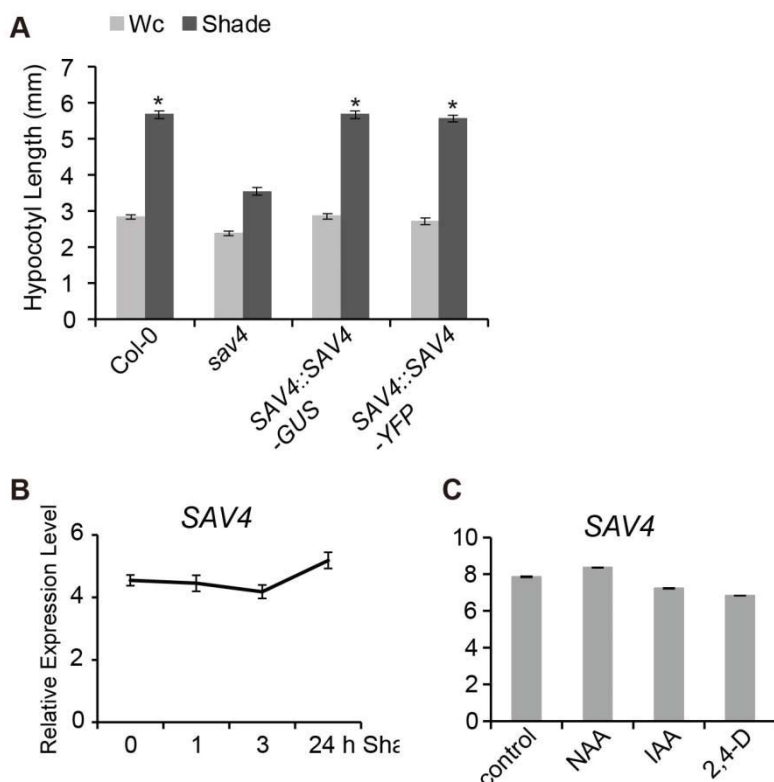 A
Wc Shade
Hypocotyl Length (mm)
7
6
5
4
3
2
1
0
* * *
Col-0
sav4
SAV4::SAV4
-GUS
SAV4::SAV4
-YFP
B
SAV4
Relative Expression Level
6
4
2
0
0 1 3 24 h Sha
C
SAV4
10
8
6
4
2
0
control
NAA
IAA
2,4-D